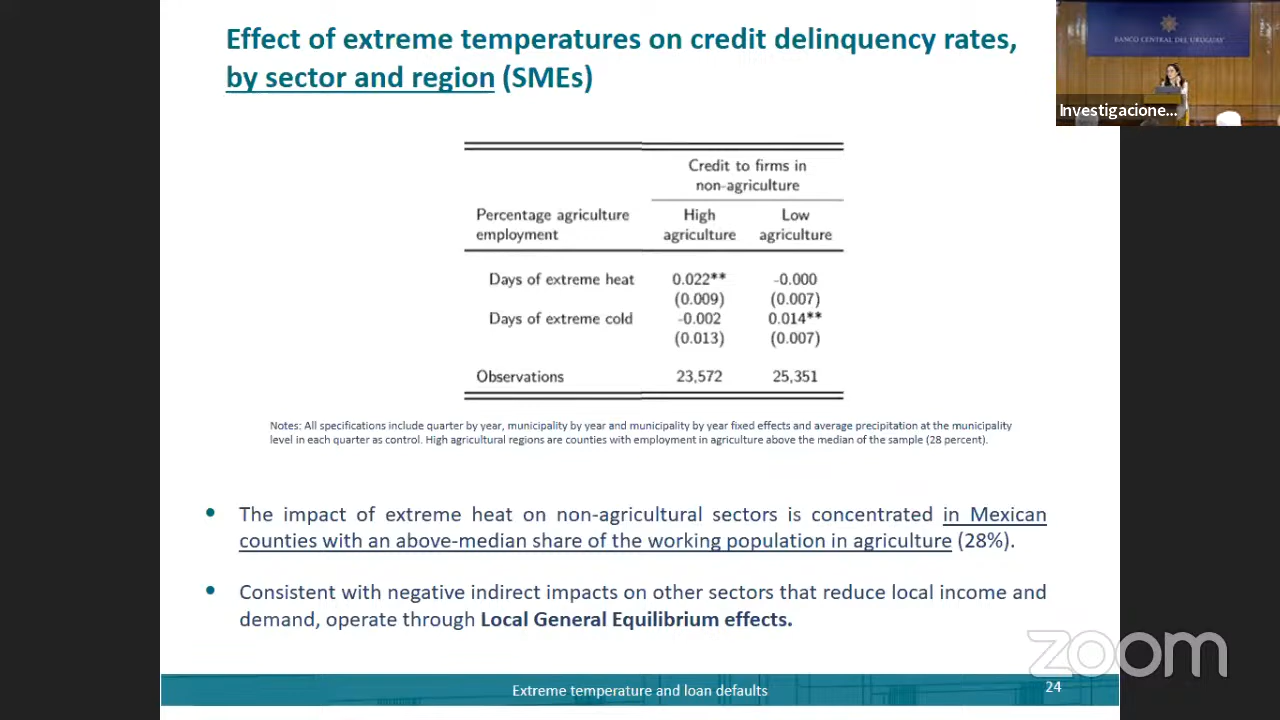 Effect of extreme temperatures on credit delinquency rates,
by sector and region (SMEs)
BANCO CENTRAL DEL URUGUAY
Investigacione...
Credit to firms in
non-agriculture
Percentage agriculture High Low
employment agriculture agriculture
Days of extreme heat 0.022** -0.000
(0.009) (0.007)
Days of extreme cold -0.002 0.014**
(0.013) (0.007)
Observations 23,572 25,351
Notes: All specifications include quarter by year, municipality by year and municipality by year fixed effects and average precipitation at the municipality
level in each quarter as control. High agricultural regions are counties with employment in agriculture above the median of the sample (28 percent).
• The impact of extreme heat on non-agricultural sectors is concentrated in Mexican
counties with an above-median share of the working population in agriculture (28%).
• Consistent with negative indirect impacts on other sectors that reduce local income and
demand, operate through Local General Equilibrium effects.
zoom
Extreme temperature and loan defaults 24